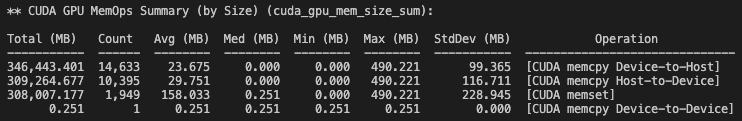 ** CUDA GPU MemOps Summary (by Size) (cuda_gpu_mem_size_sum):
Total (MB) Count Avg (MB) Med (MB) Min (MB) Max (MB) StdDev (MB) Operation
346,443.401 14,633 23.675 0.000 0.000 490.221 99.365 [CUDA memcpy Device-to-Host]
309,264.677 10,395 29.751 0.000 0.000 490.221 116.711 [CUDA memcpy Host-to-Device]
308,007.177 1,949 158.033 0.251 0.000 490.221 228.945 [CUDA memset]
0.251 1 0.251 0.251 0.251 0.251 0.000 [CUDA memcpy Device-to-Device]